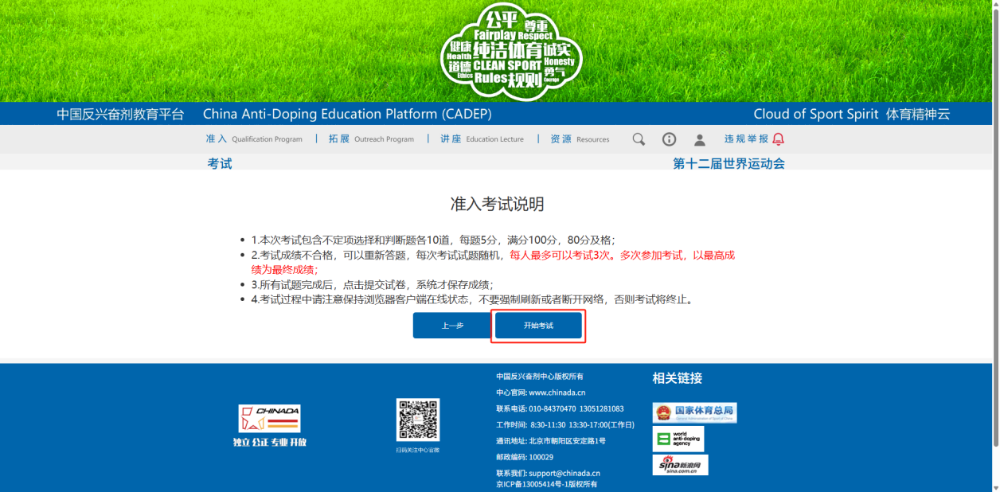 公平
尊重
Fairplay Respect
健康
纯洁体育
诚实
Health
道德
CLEAN SPORT
Honesty
Ethics
Rules
规则
勇气
Courage
中国反兴奋剂教育平台 China Anti-Doping Education Platform (CADEP) Cloud of Sport Spirit 体育精神云
准入 Qualification Program | 拓展 Outreach Program | 讲座 Education Lecture | 资源 Resources 违规举报
考试 第十二届世界运动会
准入考试说明
• 1.本次考试包含不定项选择和判断题各10道，每题5分，满分100分，80分及格；
• 2.考试成绩不合格，可以重新答题，每次考试试题随机，每人最多可以考试3次。多次参加考试，以最高成
绩为最终成绩；
• 3.所有试题完成后，点击提交试卷，系统才保存成绩；
• 4.考试过程中请注意保持浏览器客户端在线状态，不要强制刷新或者断开网络，否则考试将终止。
上一步 开始考试
CHINADA
独立 公正 专业 开放
扫码关注中心官微
中国反兴奋剂中心版权所有
中心官网: www.chinada.cn
联系电话: 010-84370470 13051281083
工作时间: 8:30-11:30 13:30-17:00(工作日)
通讯地址: 北京市朝阳区安定路1号
邮政编码: 100029
联系我们: support@chinada.cn
京ICP备13005414号-1版权所有
相关链接
国家体育总局
world
anti-doping
agency
sina新浪网
sina.com.cn